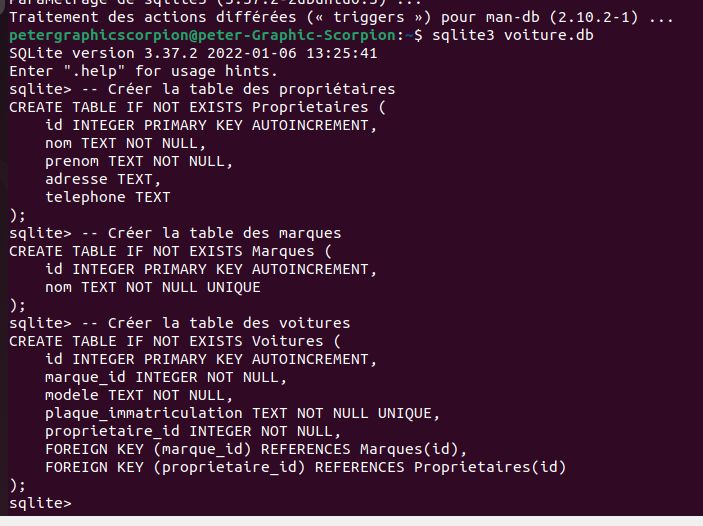 Paramétrage de sqlite3 (3.37.2-2ubuntu0.3) ...
Traitement des actions différées (« triggers ») pour man-db (2.10.2-1) ...
petergraphicscorpion@peter-Graphic-Scorpion:~$ sqlite3 voiture.db
SQLite version 3.37.2 2022-01-06 13:25:41
Enter ".help" for usage hints.
sqlite> -- Créer la table des propriétaires
CREATE TABLE IF NOT EXISTS Proprietaires (
    id INTEGER PRIMARY KEY AUTOINCREMENT,
    nom TEXT NOT NULL,
    prenom TEXT NOT NULL,
    adresse TEXT,
    telephone TEXT
);
sqlite> -- Créer la table des marques
CREATE TABLE IF NOT EXISTS Marques (
    id INTEGER PRIMARY KEY AUTOINCREMENT,
    nom TEXT NOT NULL UNIQUE
);
sqlite> -- Créer la table des voitures
CREATE TABLE IF NOT EXISTS Voitures (
    id INTEGER PRIMARY KEY AUTOINCREMENT,
    marque_id INTEGER NOT NULL,
    modele TEXT NOT NULL,
    plaque_immatriculation TEXT NOT NULL UNIQUE,
    proprietaire_id INTEGER NOT NULL,
    FOREIGN KEY (marque_id) REFERENCES Marques(id),
    FOREIGN KEY (proprietaire_id) REFERENCES Proprietaires(id)
);
sqlite>